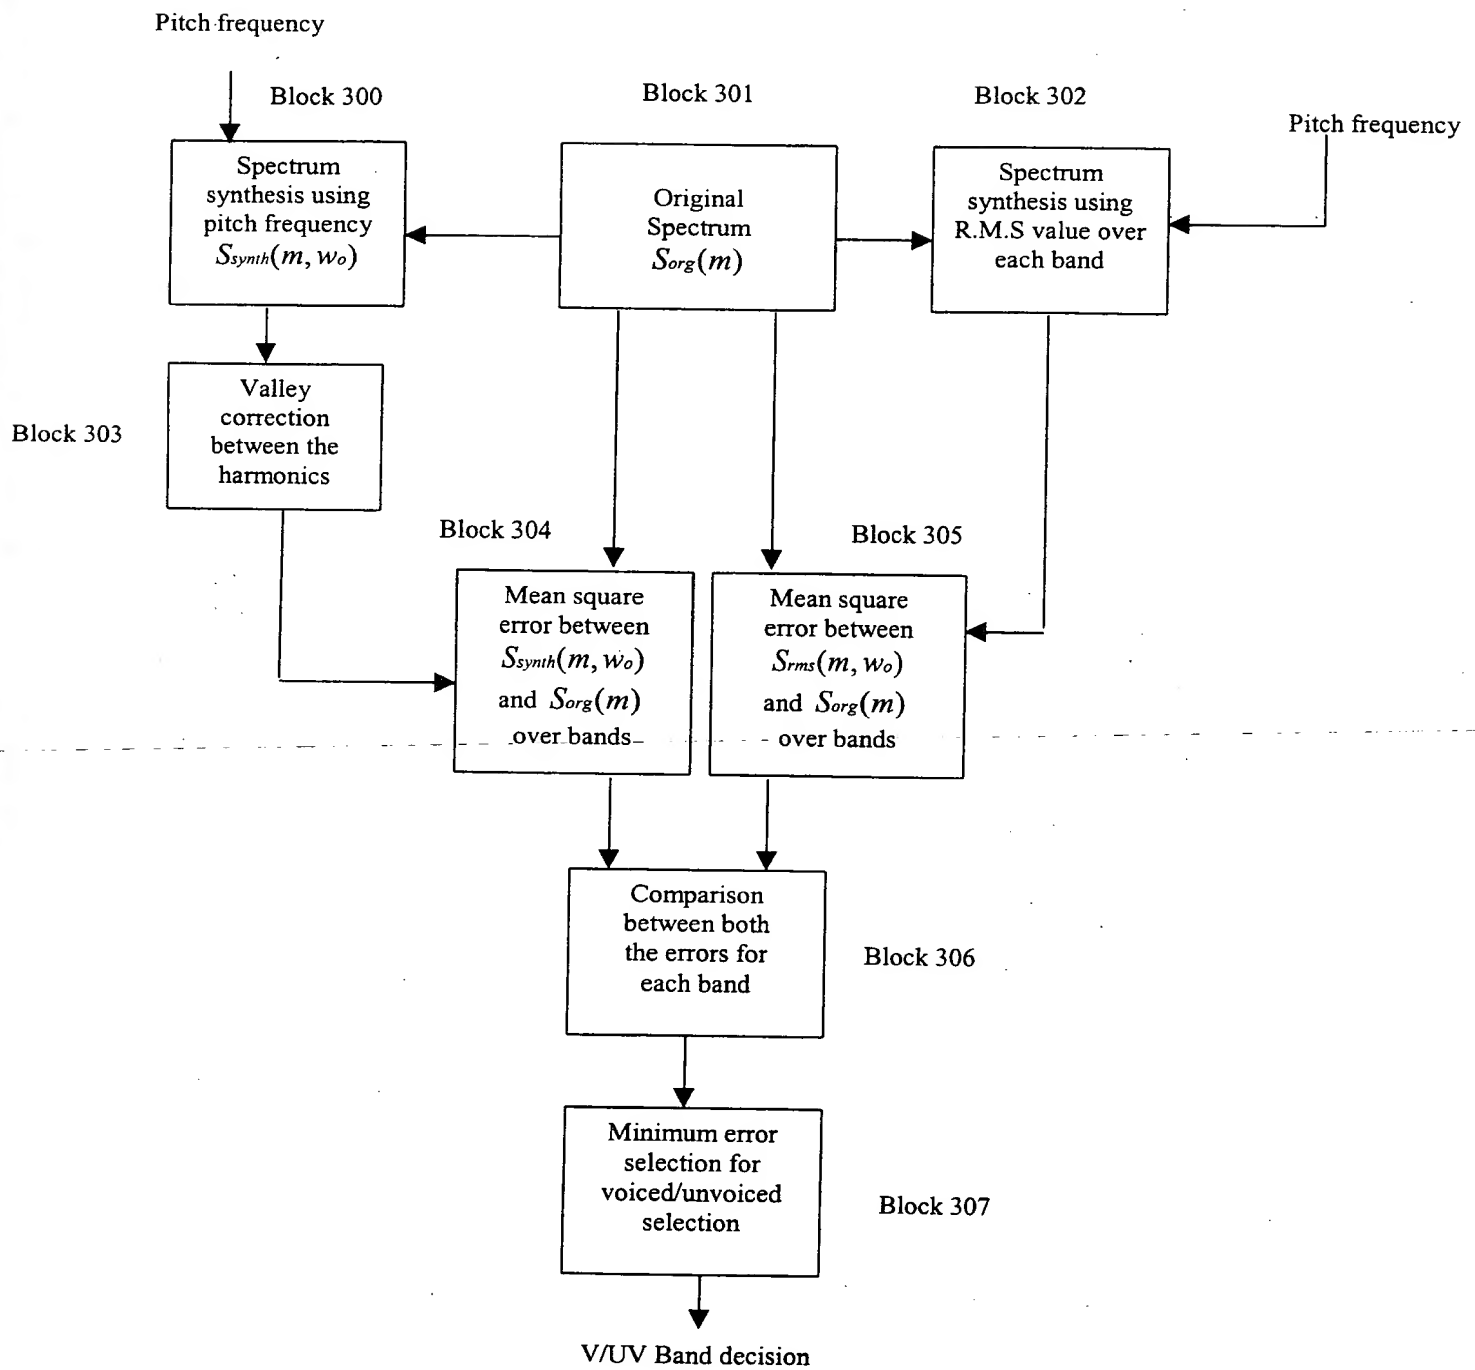 Pitch frequency
Block 300
Block 301
Block 302
Pitch frequency
Spectrum
synthesis using
pitch frequency
Ssynth(m, wo)
Original
Spectrum
Sorg(m)
Spectrum
synthesis using
R.M.S value over
each band
Block 303
Valley
correction
between the
harmonics
Block 304
Block 305
Mean square
error between
Ssynth(m, wo)
and Sorg(m)
over bands
Mean square
error between
Srms(m, wo)
and Sorg(m)
over bands
Comparison
between both
the errors for
each band
Block 306
Minimum error
selection for
voiced/unvoiced
selection
Block 307
V/UV Band decision